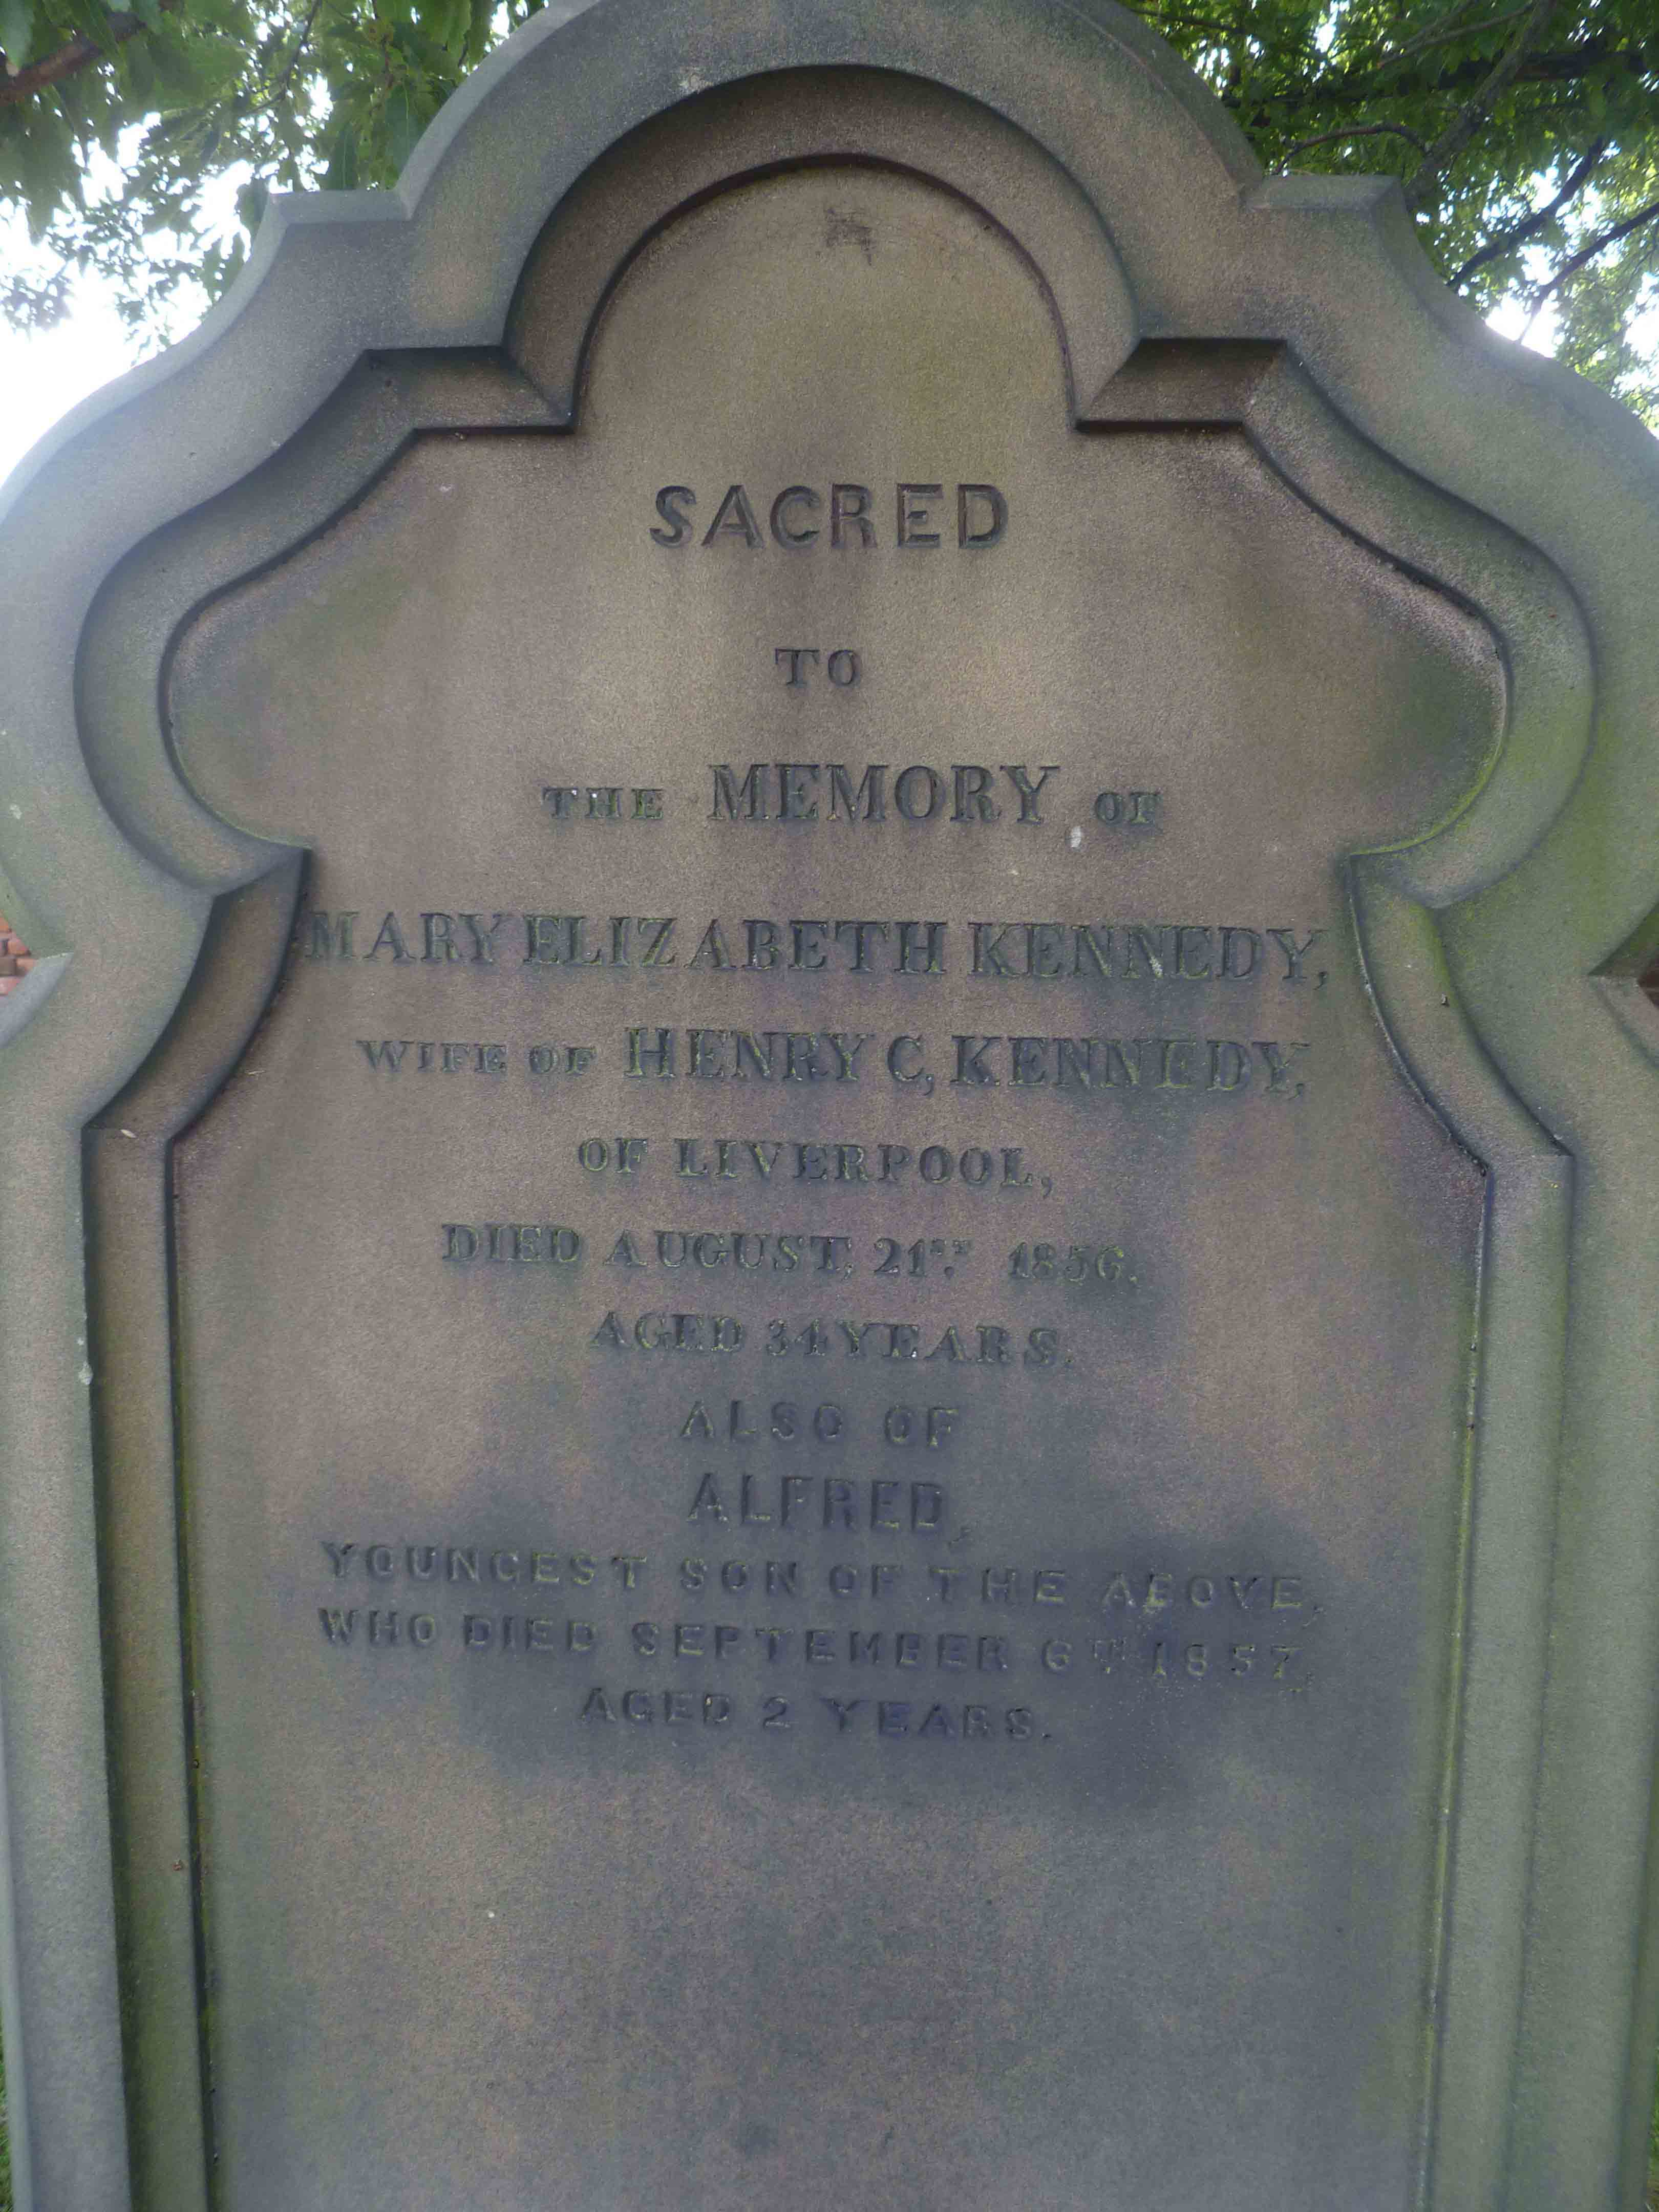 SACRED
TO
THE MEMORY OF
MARY ELIZABETH KENNEDY,
WIFE OF HENRY C, KENNEDY,
OF LIVERPOOL,
DIED AUGUST, 21ST 1856,
AGED 34 YEARS.
ALSO OF
ALFRED,
YOUNGEST SON OF THE ABOVE,
WHO DIED SEPTEMBER 6TH 1857,
AGED 2 YEARS.